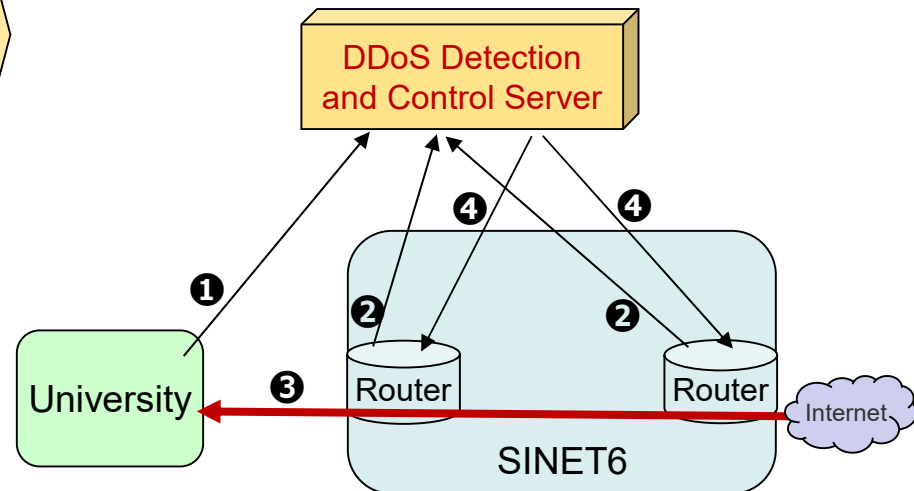 DDoS Detection
and Control Server
❹
❹
❶
❷
❷
❸
University
Router
Router
Internet
SINET6